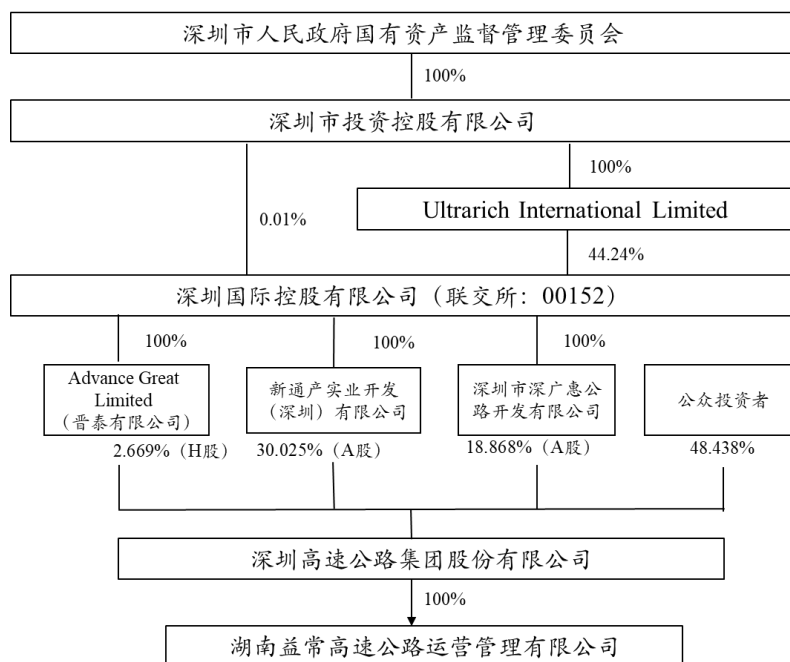 深圳市人民政府国有资产监督管理委员会
100%
深圳市投资控股有限公司
100%
Ultrarich International Limited
0.01%
44.24%
深圳国际控股有限公司（联交所：00152）
100%
100%
100%
Advance Great
Limited
（晋泰有限公司）
新通产实业开发
（深圳）有限公司
深圳市深广惠公
路开发有限公司
公众投资者
2.669%（H股）
30.025%（A股）
18.868%（A股）
48.438%
深圳高速公路集团股份有限公司
100%
湖南益常高速公路运营管理有限公司